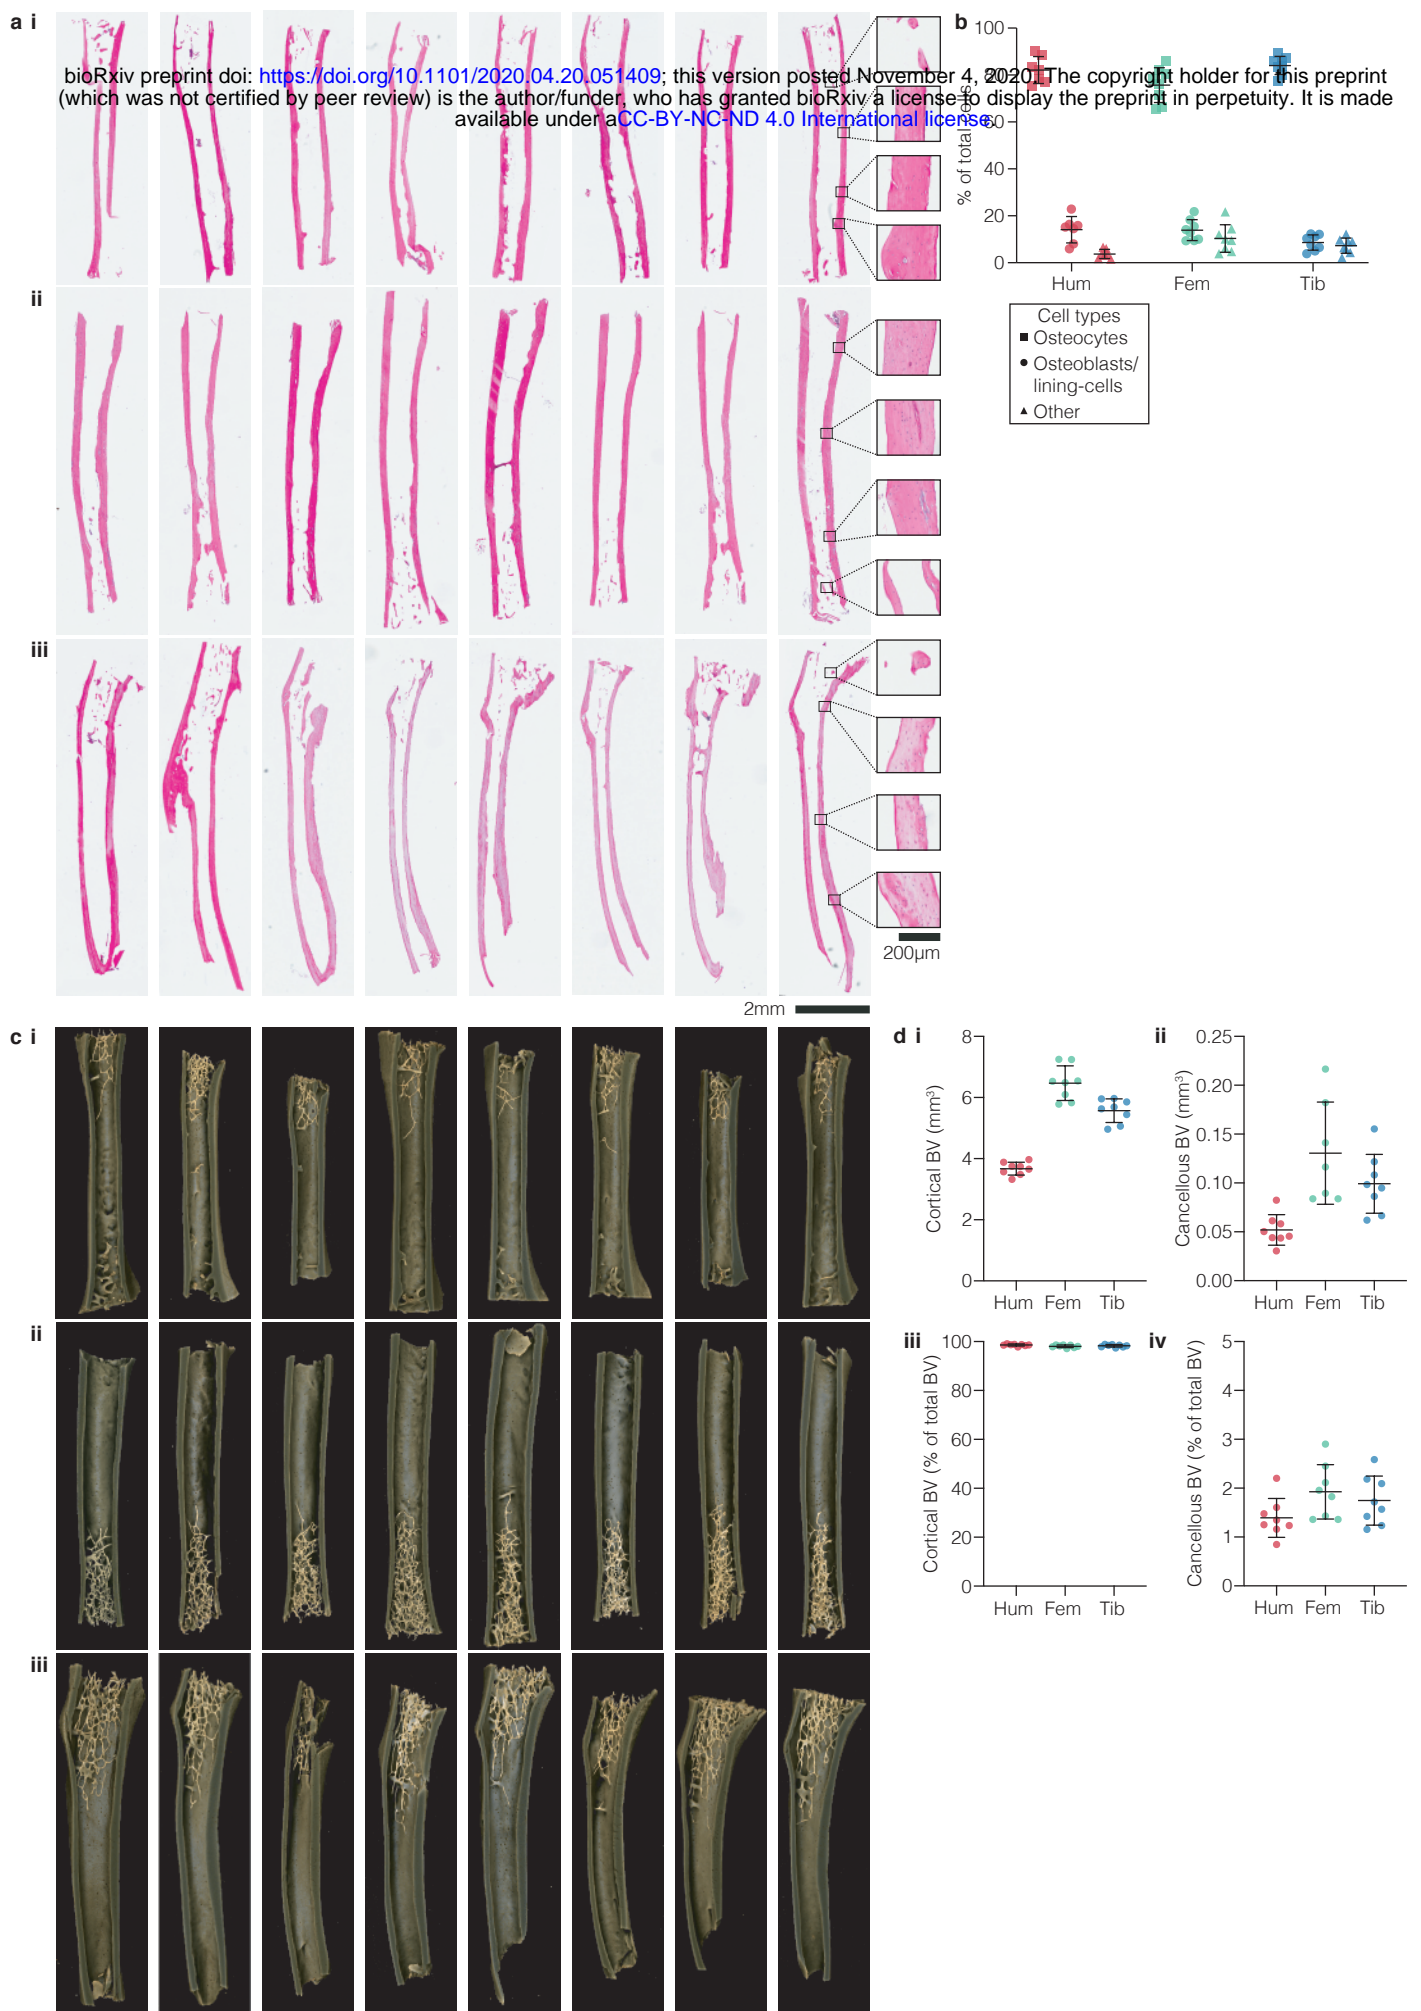 a i
b
bioRxiv preprint doi: https://doi.org/10.1101/2020.04.20.051409; this version posted November 4, 2020. The copyright holder for this preprint
(which was not certified by peer review) is the author/funder, who has granted bioRxiv a license to display the preprint in perpetuity. It is made
available under aCC-BY-NC-ND 4.0 International license.
100
80
60
40
20
0
% of total cells
Hum
Fem
Tib
Cell types
Osteocytes
Osteoblasts/
lining-cells
Other
ii
iii
200µm
2mm
c i
ii
iii
d i
8
6
4
2
0
Cortical BV (mm³)
Hum Fem Tib
ii
0.25
0.20
0.15
0.10
0.05
0.00
Cancellous BV (mm³)
Hum Fem Tib
iii
100
80
60
40
20
0
Cortical BV (% of total BV)
Hum Fem Tib
iv
5
4
3
2
1
0
Cancellous BV (% of total BV)
Hum Fem Tib